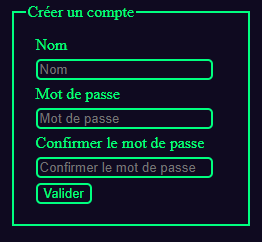 Créer un compte
Nom
Nom
Mot de passe
Mot de passe
Confirmer le mot de passe
Confirmer le mot de passe
Valider